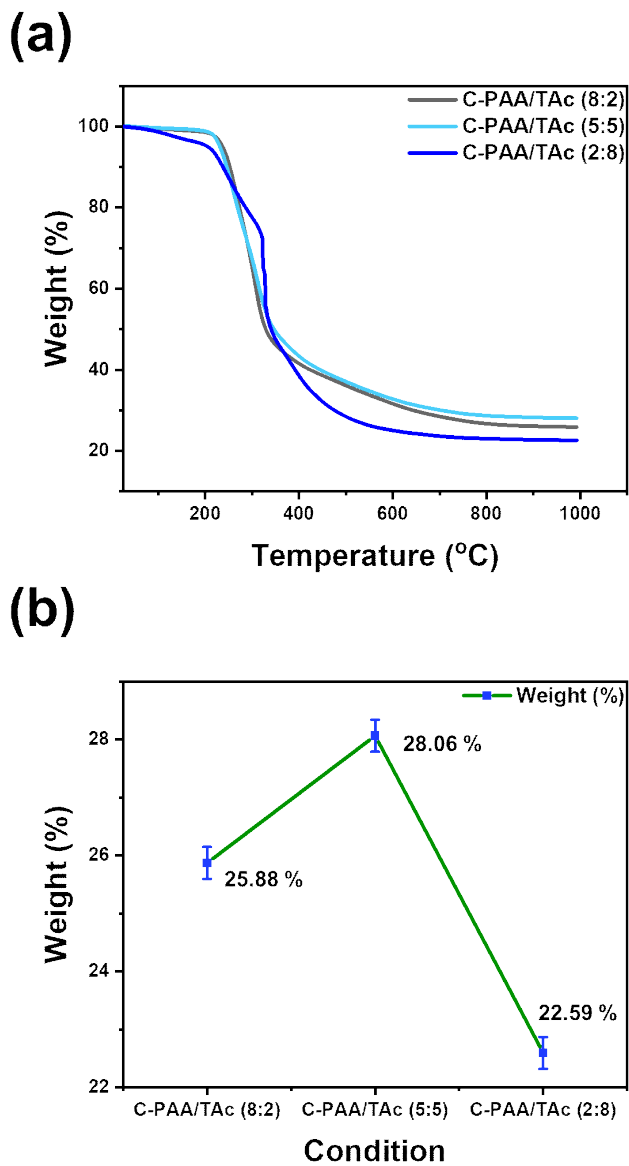 (a)
C-PAA/TAc (8:2)
C-PAA/TAc (5:5)
C-PAA/TAc (2:8)
100
80
60
40
20
Weight (%)
200 400 600 800 1000
Temperature (°C)
(b)
Weight (%)
28
26
24
22
Weight (%)
28.06 %
25.88 %
22.59 %
C-PAA/TAc (8:2) C-PAA/TAc (5:5) C-PAA/TAc (2:8)
Condition